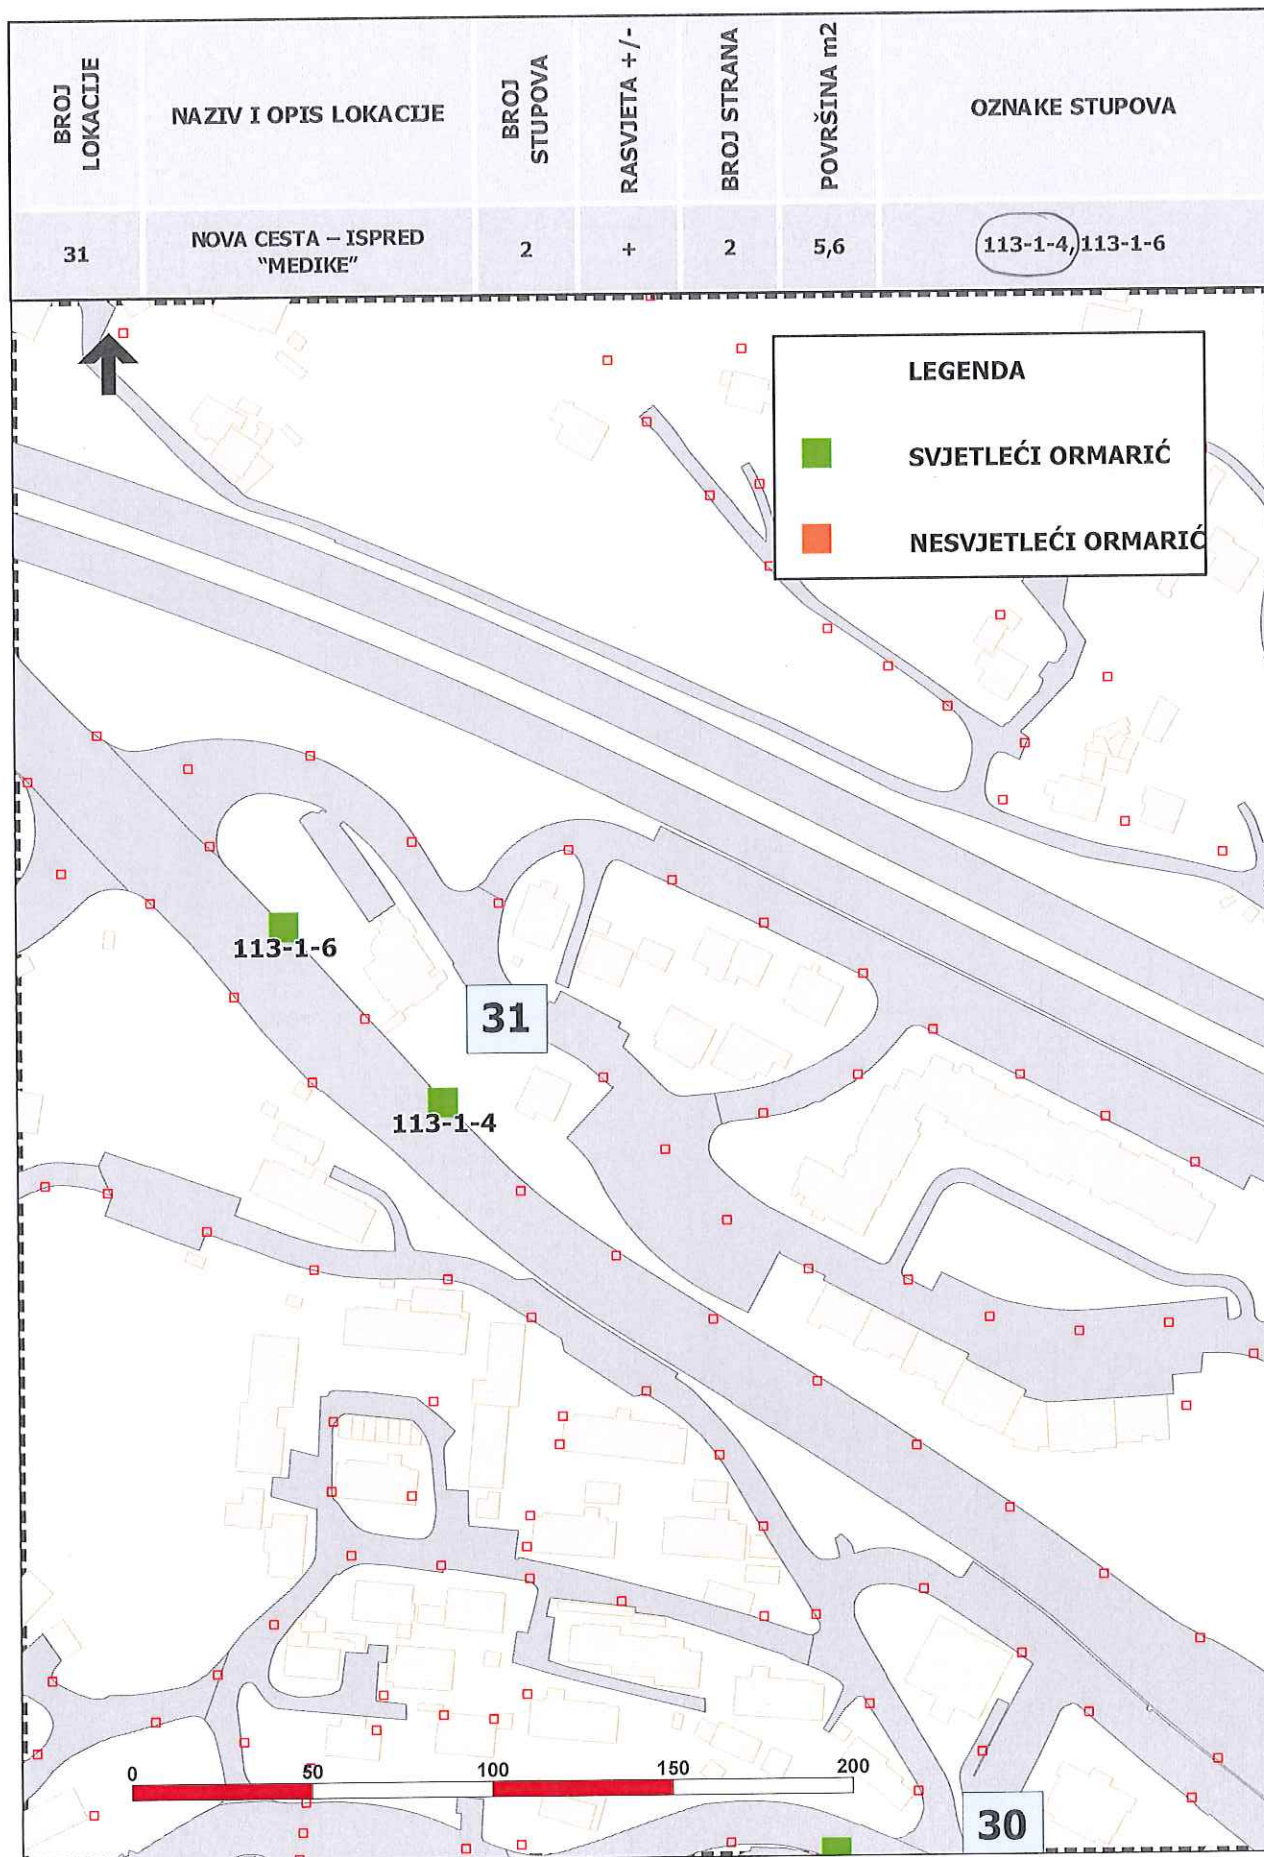 BROJ LOKACIJE
NAZIV I OPIS LOKACIJE
BROJ STUPOVA
RASVJETA +/-
BROJ STRANA
POVRŠINA m2
OZNAKE STUPOVA
31
NOVA CESTA – ISPRED
"MEDIKE"
2
+
2
5,6
113-1-4, 113-1-6
LEGENDA
SVJETLEĆI ORMARIĆ
NESVJETLEĆI ORMARIĆ
113-1-6
31
113-1-4
0 50 100 150 200
30